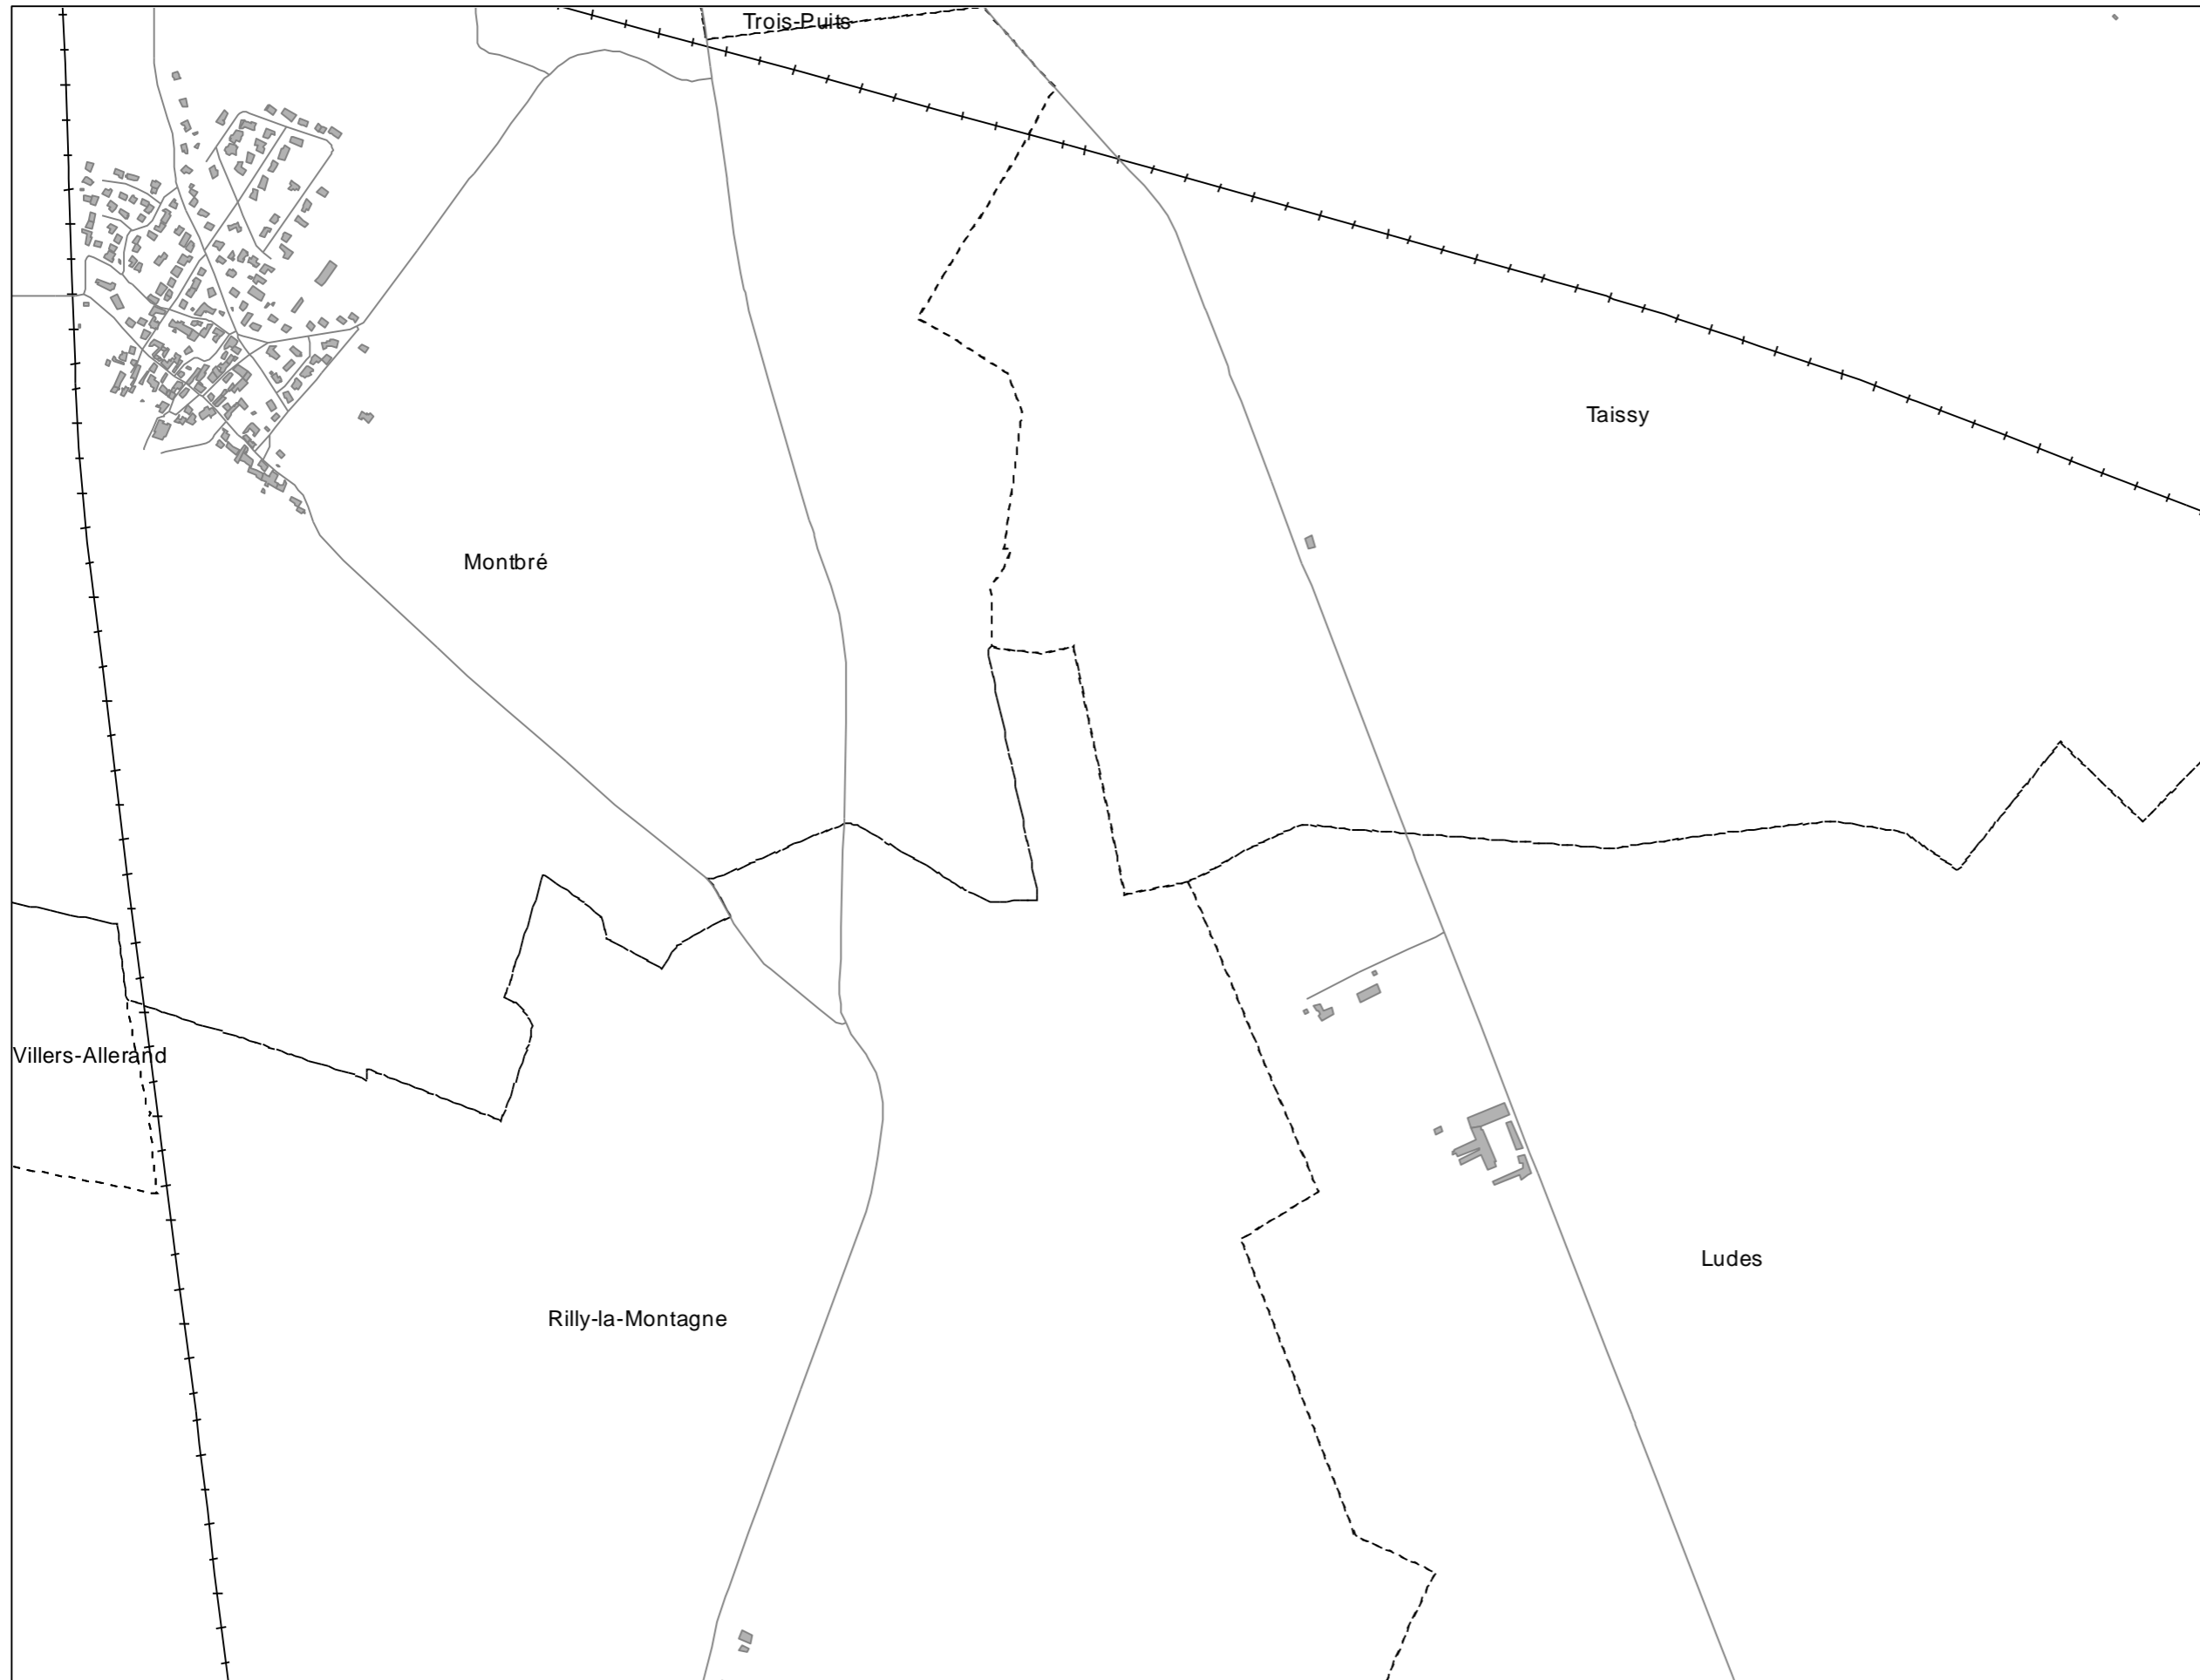 Trois-Puits
Taissy
Montbré
Villers-Allerand
Ludes
Rilly-la-Montagne